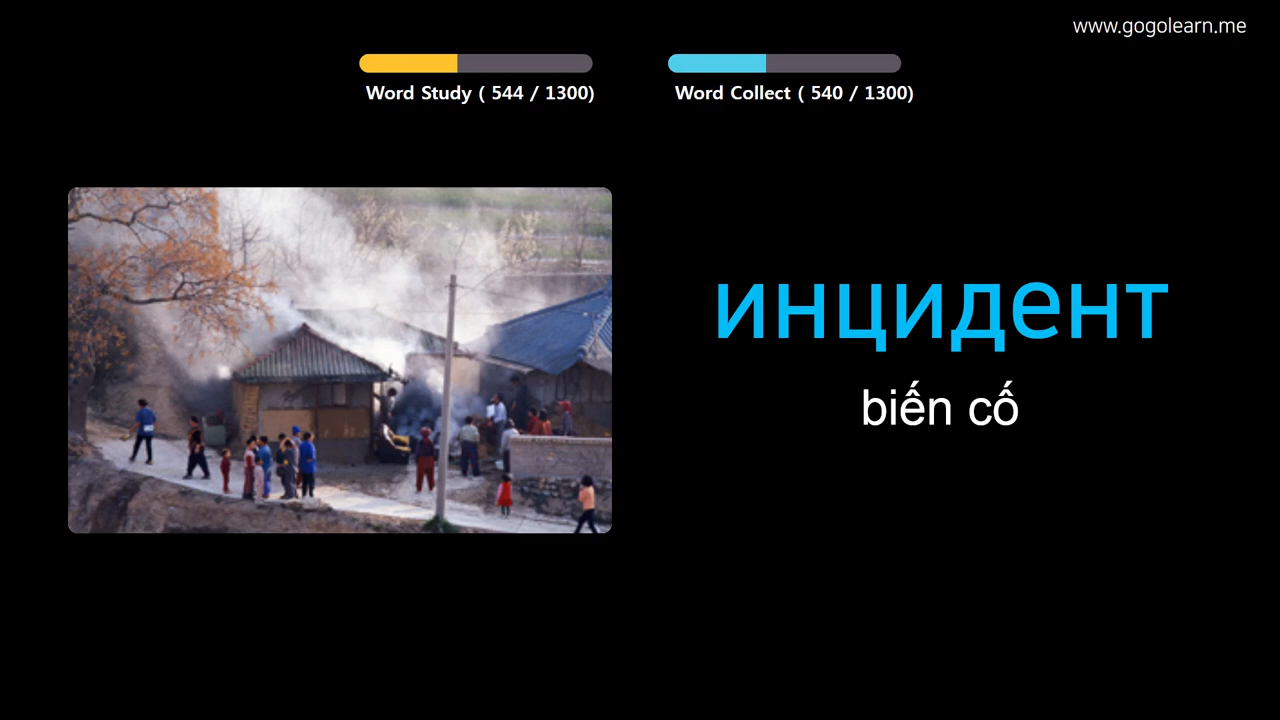 www.gogolearn.me
Word Study ( 544 / 1300)
Word Collect ( 540 / 1300)
инцидент
biến cố